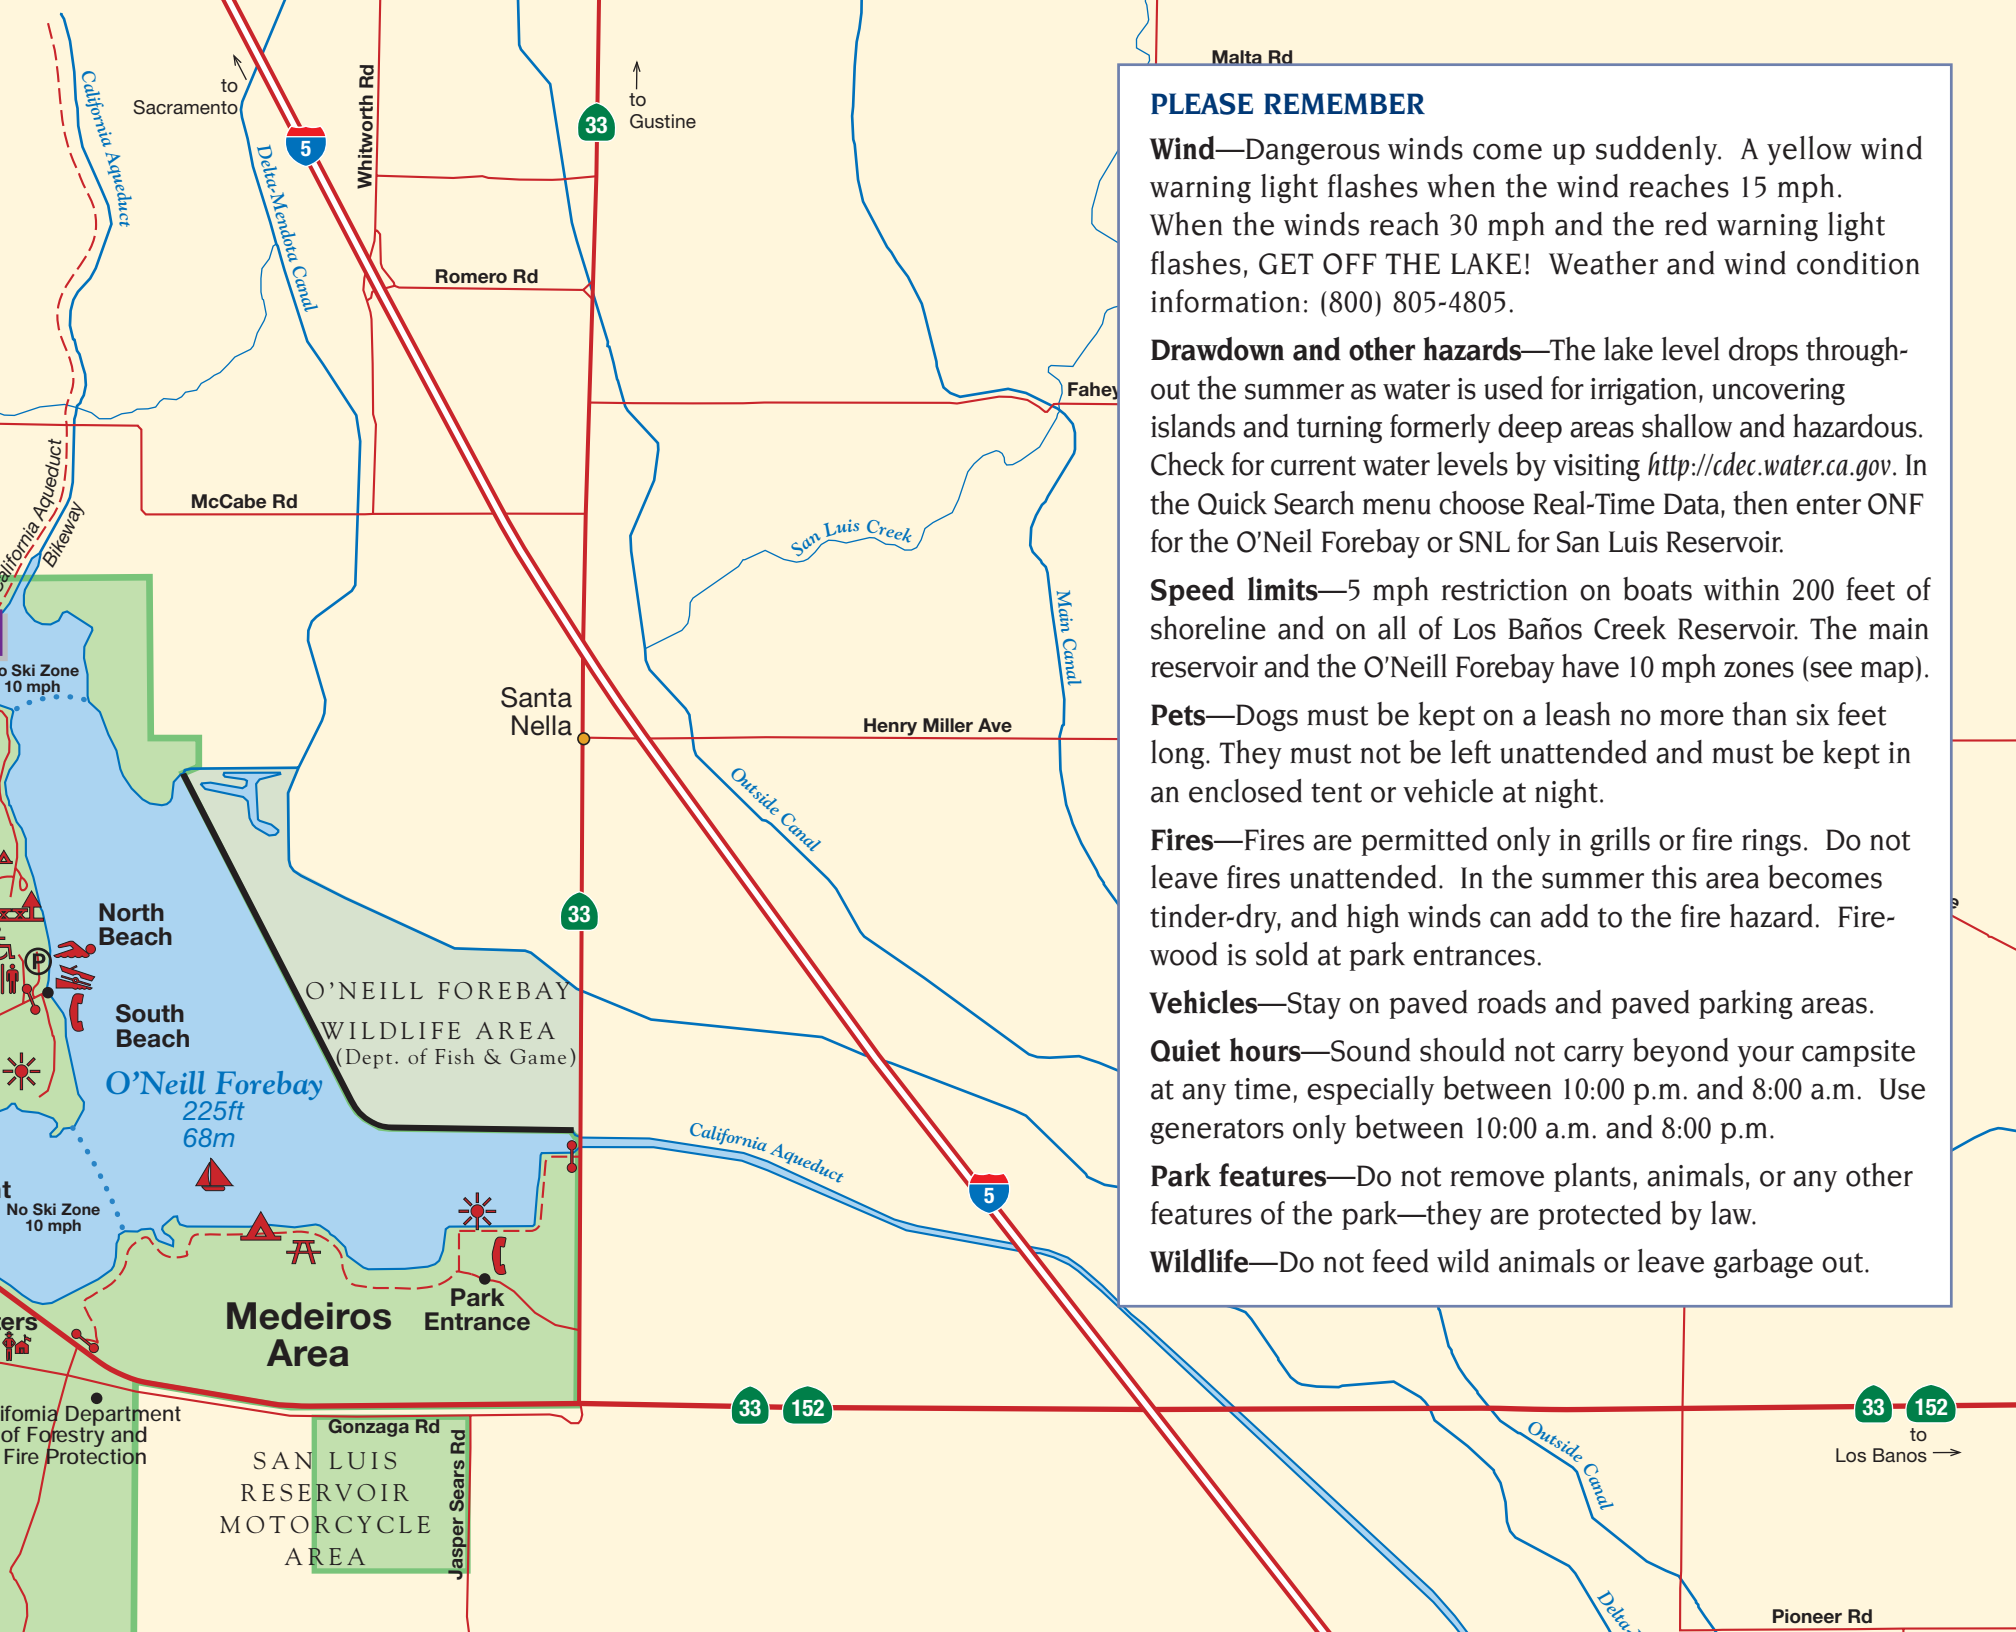 Malta Rd
to
Sacramento
5
Whitworth Rd
33
to
Gustine
California Aqueduct
Delta-Mendota Canal
Romero Rd
Fahey
McCabe Rd
California Aqueduct
Bikeway
San Luis Creek
Main Canal
o Ski Zone
10 mph
Santa
Nella
Henry Miller Ave
Outside Canal
33
North
Beach
P
South
Beach
O'NEILL FOREBAY
WILDLIFE AREA
(Dept. of Fish & Game)
O'Neill Forebay
225ft
68m
California Aqueduct
5
t
No Ski Zone
10 mph
Park
Entrance
Medeiros
Area
ters
ifornia Department
of Forestry and
Fire Protection
33
152
Gonzaga Rd
SAN LUIS
RESERVOIR
MOTORCYCLE
AREA
Jasper Sears Rd
33
152
to
Los Banos
Outside Canal
Delta-
Pioneer Rd
PLEASE REMEMBER
Wind—Dangerous winds come up suddenly. A yellow wind
warning light flashes when the wind reaches 15 mph.
When the winds reach 30 mph and the red warning light
flashes, GET OFF THE LAKE! Weather and wind condition
information: (800) 805-4805.
Drawdown and other hazards—The lake level drops through-
out the summer as water is used for irrigation, uncovering
islands and turning formerly deep areas shallow and hazardous.
Check for current water levels by visiting http://cdec.water.ca.gov. In
the Quick Search menu choose Real-Time Data, then enter ONF
for the O'Neil Forebay or SNL for San Luis Reservoir.
Speed limits—5 mph restriction on boats within 200 feet of
shoreline and on all of Los Baños Creek Reservoir. The main
reservoir and the O'Neill Forebay have 10 mph zones (see map).
Pets—Dogs must be kept on a leash no more than six feet
long. They must not be left unattended and must be kept in
an enclosed tent or vehicle at night.
Fires—Fires are permitted only in grills or fire rings. Do not
leave fires unattended. In the summer this area becomes
tinder-dry, and high winds can add to the fire hazard. Fire-
wood is sold at park entrances.
Vehicles—Stay on paved roads and paved parking areas.
Quiet hours—Sound should not carry beyond your campsite
at any time, especially between 10:00 p.m. and 8:00 a.m. Use
generators only between 10:00 a.m. and 8:00 p.m.
Park features—Do not remove plants, animals, or any other
features of the park—they are protected by law.
Wildlife—Do not feed wild animals or leave garbage out.